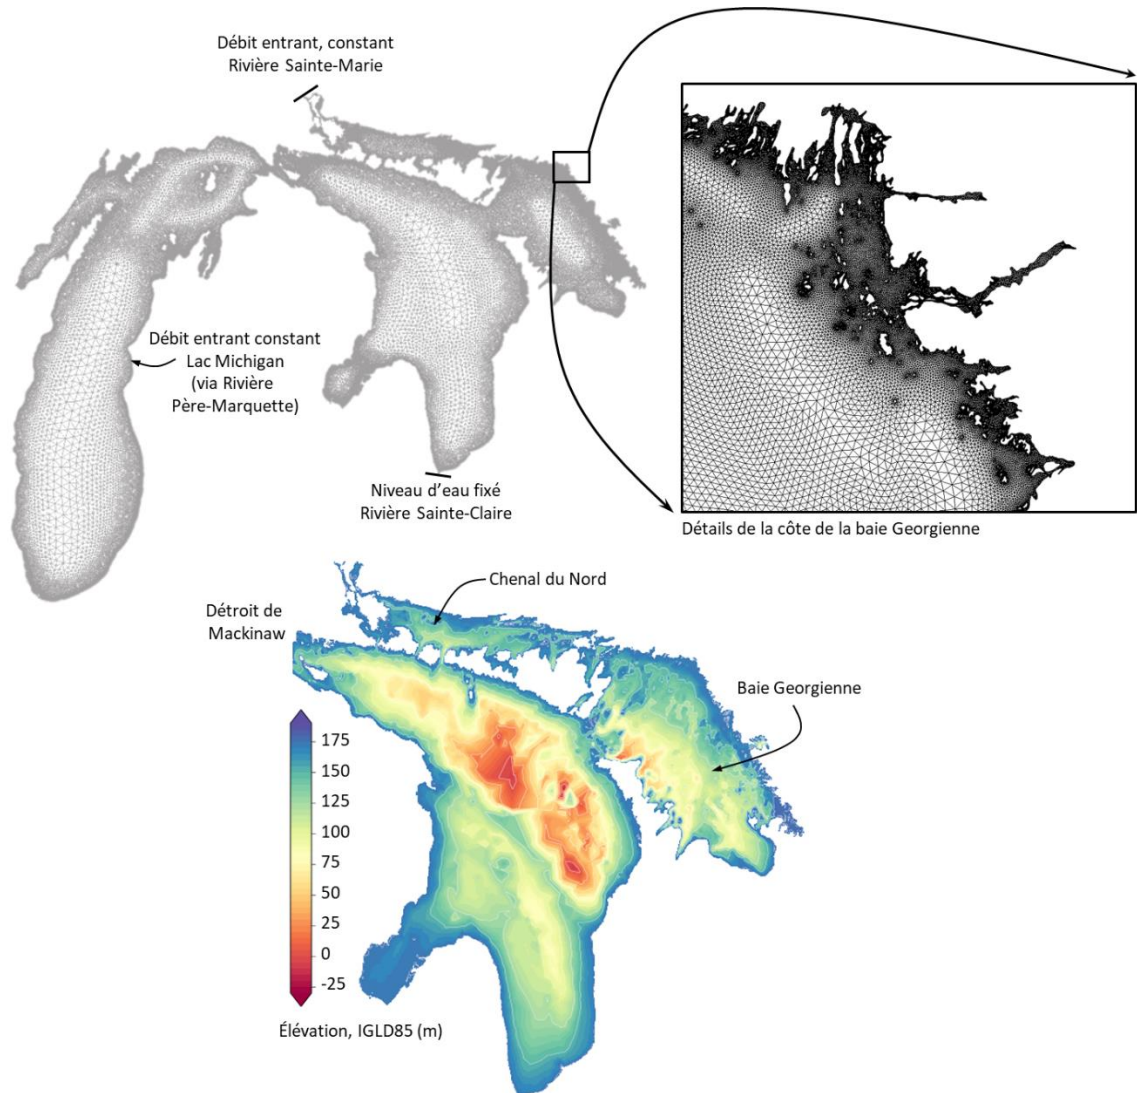 Débit entrant, constant
Rivière Sainte-Marie
Débit entrant constant
Lac Michigan
(via Rivière
Père-Marquette)
Niveau d’eau fixé
Rivière Sainte-Claire
Détails de la côte de la baie Georgienne
Chenal du Nord
Détroit de
Mackinaw
Baie Georgienne
175
150
125
100
75
50
25
0
-25
Élévation, IGLD85 (m)